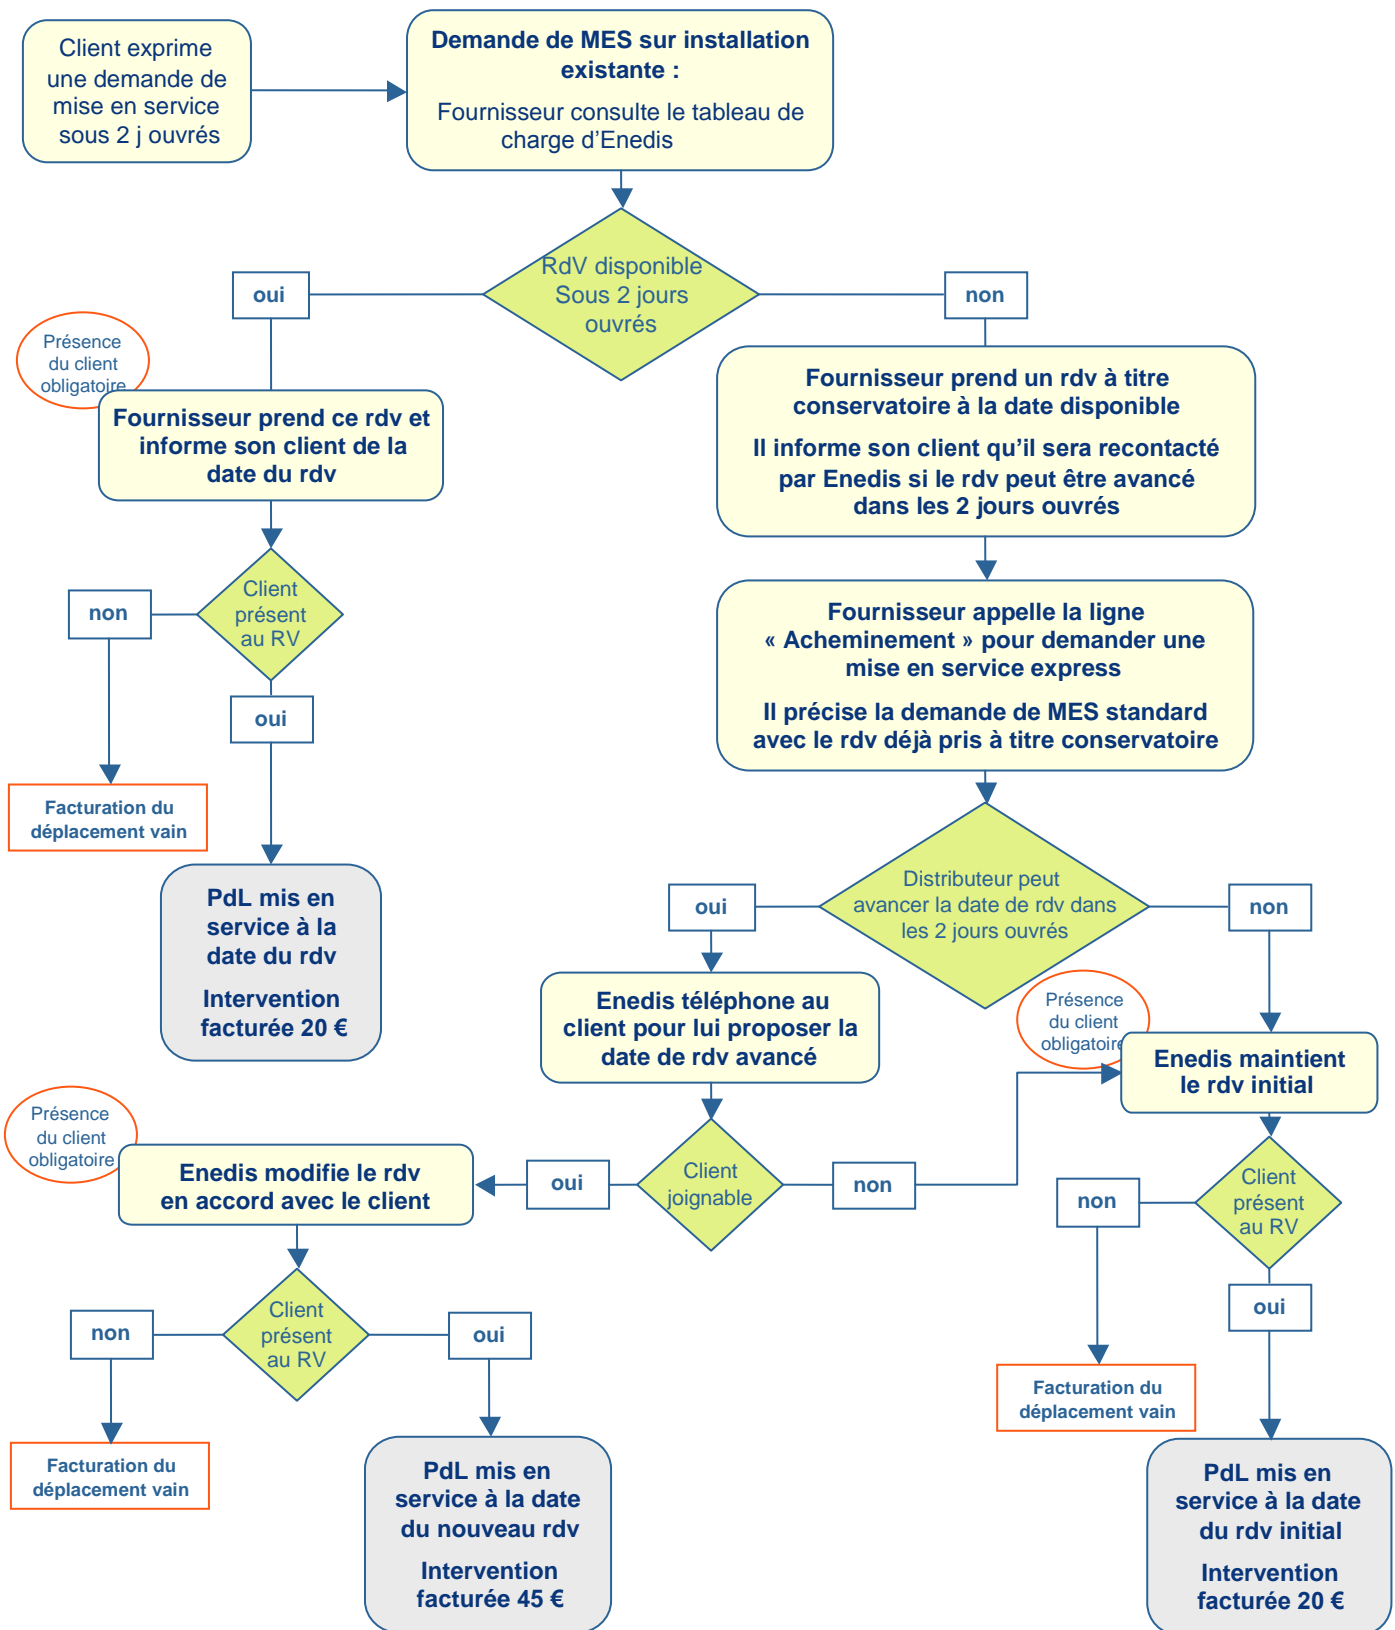 Client exprime
une demande de
mise en service
sous 2 j ouvrés
Demande de MES sur installation
existante :
Fournisseur consulte le tableau de
charge d’Enedis
RdV disponible
Sous 2 jours
ouvrés
oui
non
Présence
du client
obligatoire
Fournisseur prend ce rdv et
informe son client de la
date du rdv
Fournisseur prend un rdv à titre
conservatoire à la date disponible
Il informe son client qu’il sera recontacté
par Enedis si le rdv peut être avancé
dans les 2 jours ouvrés
Client
présent
au RV
non
oui
Fournisseur appelle la ligne
« Acheminement » pour demander une
mise en service express
Il précise la demande de MES standard
avec le rdv déjà pris à titre conservatoire
Facturation du
déplacement vain
PdL mis en
service à la
date du rdv
Intervention
facturée 20 €
Distributeur peut
avancer la date de rdv dans
les 2 jours ouvrés
oui
non
Enedis téléphone au
client pour lui proposer la
date de rdv avancé
Présence
du client
obligatoire
Enedis maintient
le rdv initial
Présence
du client
obligatoire
Enedis modifie le rdv
en accord avec le client
oui
Client
joignable
non
non
Client
présent
au RV
oui
non
Client
présent
au RV
oui
Facturation du
déplacement vain
Facturation du
déplacement vain
PdL mis en
service à la date
du nouveau rdv
Intervention
facturée 45 €
PdL mis en
service à la date
du rdv initial
Intervention
facturée 20 €